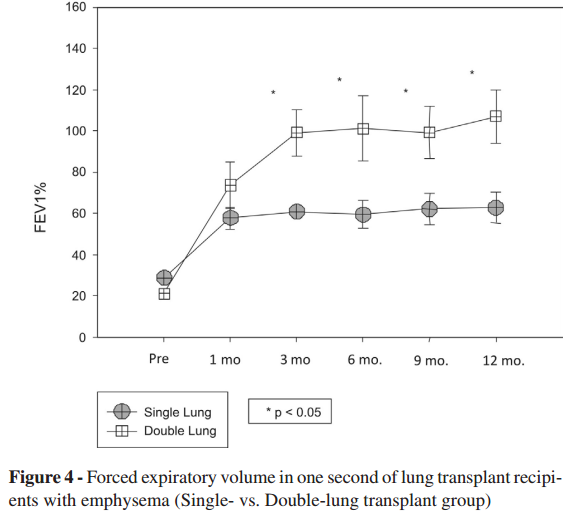 160
140
120
100
80
60
40
20
0
FEV1%
* * * *
Pre 1 mo 3 mo 6 mo. 9 mo. 12 mo.
Single Lung
Double Lung
* p < 0.05
Figure 4 - Forced expiratory volume in one second of lung transplant recipi-
ents with emphysema (Single- vs. Double-lung transplant group)